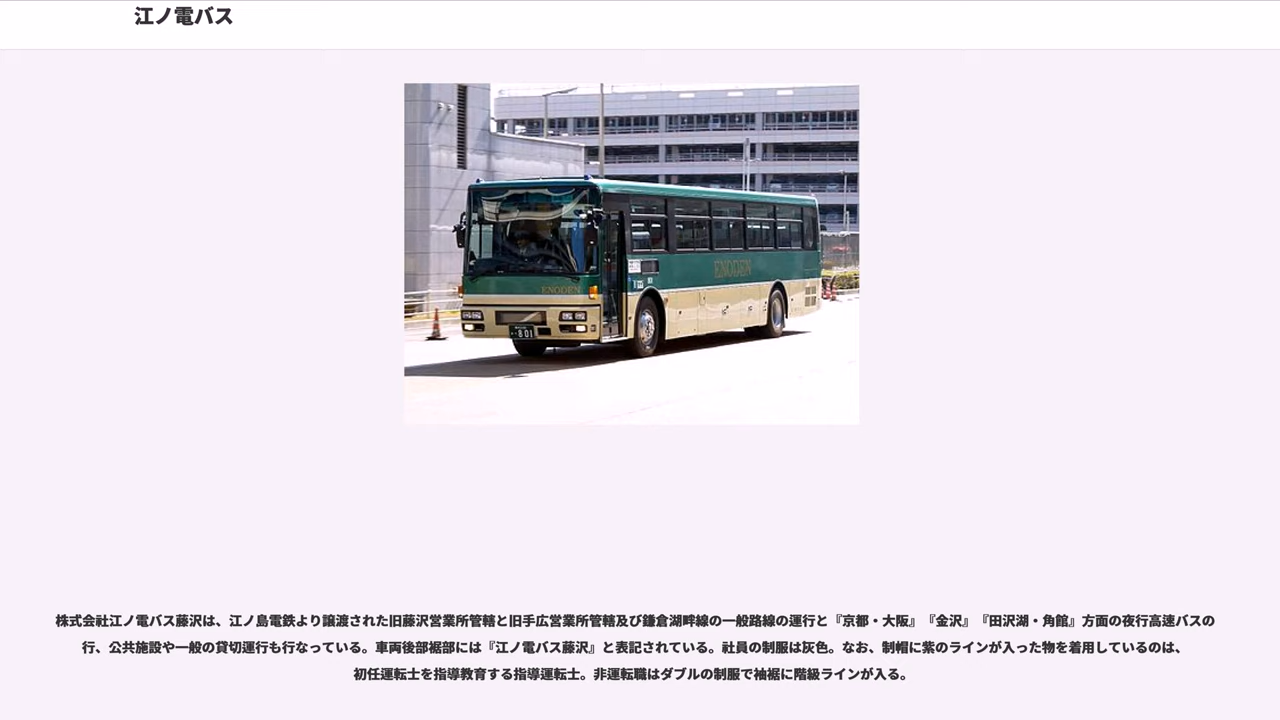 江ノ電バス
ENODEN
ENODEN
801
株式会社江ノ電バス藤沢は、江ノ島電鉄より譲渡された旧藤沢営業所管轄と旧手広営業所管轄及び鎌倉湖畔線の一般路線の運行と『京都・大阪』『金沢』『田沢湖・角館』方面の夜行高速バスの
行、公共施設や一般の貸切運行も行なっている。車両後部裾部には『江ノ電バス藤沢』と表記されている。社員の制服は灰色。なお、制帽に紫のラインが入った物を着用しているのは、
初任運転士を指導教育する指導運転士。非運転職はダブルの制服で袖裾に階級ラインが入る。